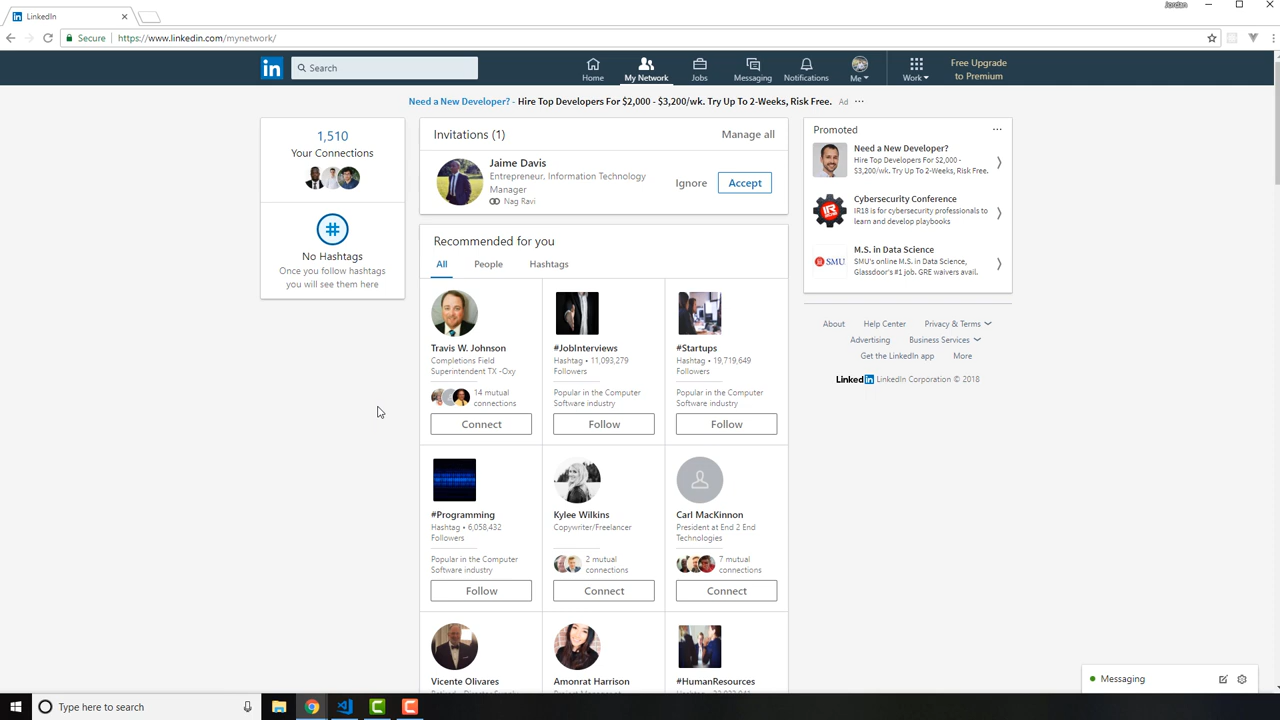 Jordan
LinkedIn
Secure https://www.linkedin.com/mynetwork/
in Search
Home My Network Jobs Messaging Notifications Me Work Free Upgrade
to Premium
Need a New Developer? - Hire Top Developers For $2,000 - $3,200/wk. Try Up To 2-Weeks, Risk Free. Ad ···
1,510
Your Connections
#
No Hashtags
Once you follow hashtags
you will see them here
Invitations (1) Manage all
Jaime Davis
Entrepreneur, Information Technology
Manager
Nag Ravi
Ignore Accept
Recommended for you
All People Hashtags
Travis W. Johnson
Completions Field
Superintendent TX -Oxy
14 mutual
connections
Connect
#JobInterviews
Hashtag • 11,093,279
Followers
Popular in the Computer
Software industry
Follow
#Startups
Hashtag • 19,719,649
Followers
Popular in the Computer
Software industry
Follow
#Programming
Hashtag • 6,058,432
Followers
Popular in the Computer
Software industry
Follow
Kylee Wilkins
Copywriter/Freelancer
2 mutual
connections
Connect
Carl MacKinnon
President at End 2 End
Technologies
7 mutual
connections
Connect
Vicente Olivares
Amonrat Harrison
#HumanResources
Promoted ···
Need a New Developer?
Hire Top Developers For $2,000 -
$3,200/wk. Try Up To 2-Weeks, Risk Free.
Cybersecurity Conference
IR18 is for cybersecurity professionals to
learn and develop playbooks
IR
M.S. in Data Science
SMU's online M.S. in Data Science,
Glassdoor's #1 job. GRE waivers avail.
SMU
About Help Center Privacy & Terms
Advertising Business Services
Get the LinkedIn app More
Linked in LinkedIn Corporation © 2018
Messaging
Type here to search